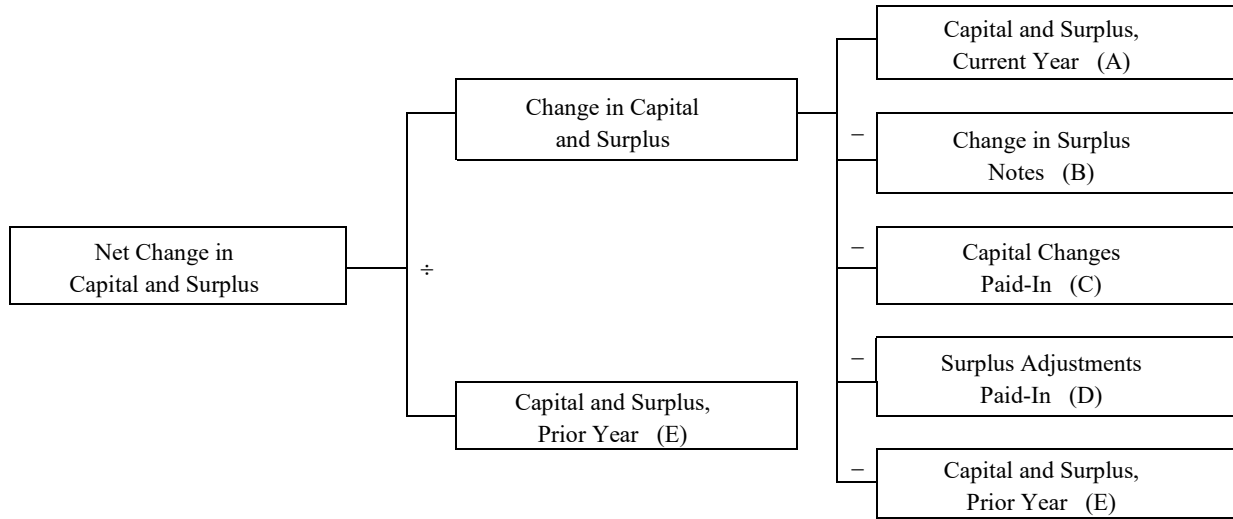 Capital and Surplus,
Current Year (A)
Change in Capital
and Surplus
–
Change in Surplus
Notes (B)
Net Change in
Capital and Surplus
÷
–
Capital Changes
Paid-In (C)
–
Surplus Adjustments
Paid-In (D)
Capital and Surplus,
Prior Year (E)
–
Capital and Surplus,
Prior Year (E)